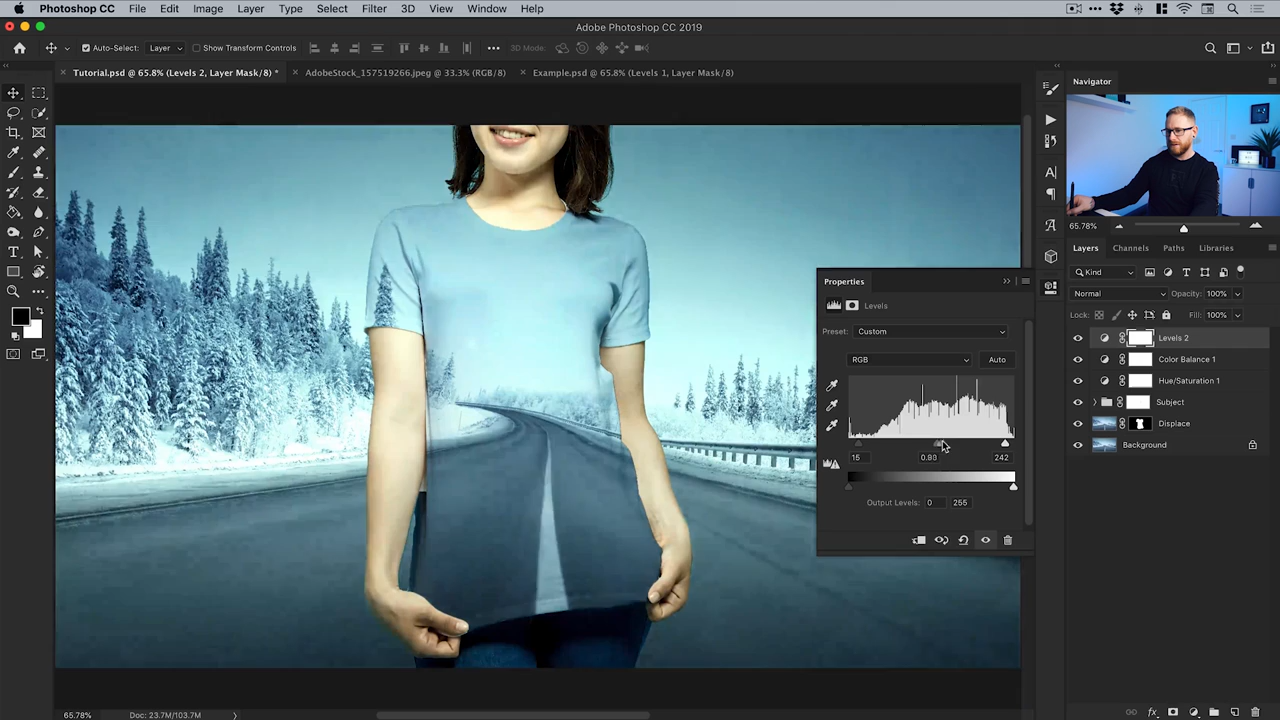 Photoshop CC File Edit Image Layer Type Select Filter 3D View Window Help
Adobe Photoshop CC 2019
Auto-Select: Layer Show Transform Controls 3D Mode:
Tutorial.psd @ 65.8% (Levels 2, Layer Mask/8) * AdobeStock_157519266.jpeg @ 33.3% (RGB/8) Example.psd @ 65.8% (Levels 1, Layer Mask/8)
Navigator
65.78%
Layers Channels Paths Libraries
Kind
Normal Opacity: 100%
Lock: Fill: 100%
Levels 2
Color Balance 1
Hue/Saturation 1
Subject
Displace
Background
Properties
Levels
Preset: Custom
RGB Auto
15 0.93 242
Output Levels: 0 255
65.78% Doc: 23.7M/103.7M